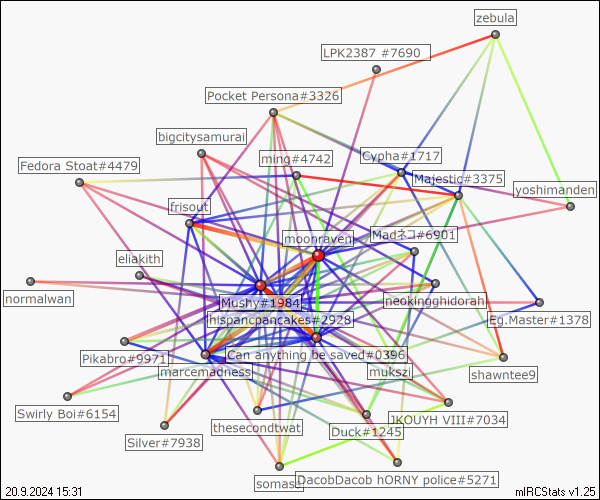 zebula
LPK2387 #7690
Pocket Persona#3326
bigcitysamurai
ming#4742
Cypha#1717
Fedora Stoat#4479
Majestic#3375
yoshimanden
frisout
moonraven
Madネコ#6901
eliakith
normalwan
Mushy#1984
neokingghidorah
hispancpancakes#2928
Eg.Master#1378
Pikabro#9971
Can anything be saved#0396
marcemadness
mukszi
shawntee9
Swirly Boi#6154
JKOUYH VIII#7034
thesecondtwat
Duck#1245
Silver#7938
somasc
DacobDacob hORNY police#5271
20.9.2024 15:31
mIRCStats v1.25